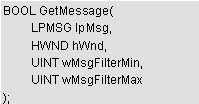 BOOL GetMessage(
LPMSG lpMsg,
HWND hWnd,
UINT wMsgFilterMin,
UINT wMsgFilterMax
);